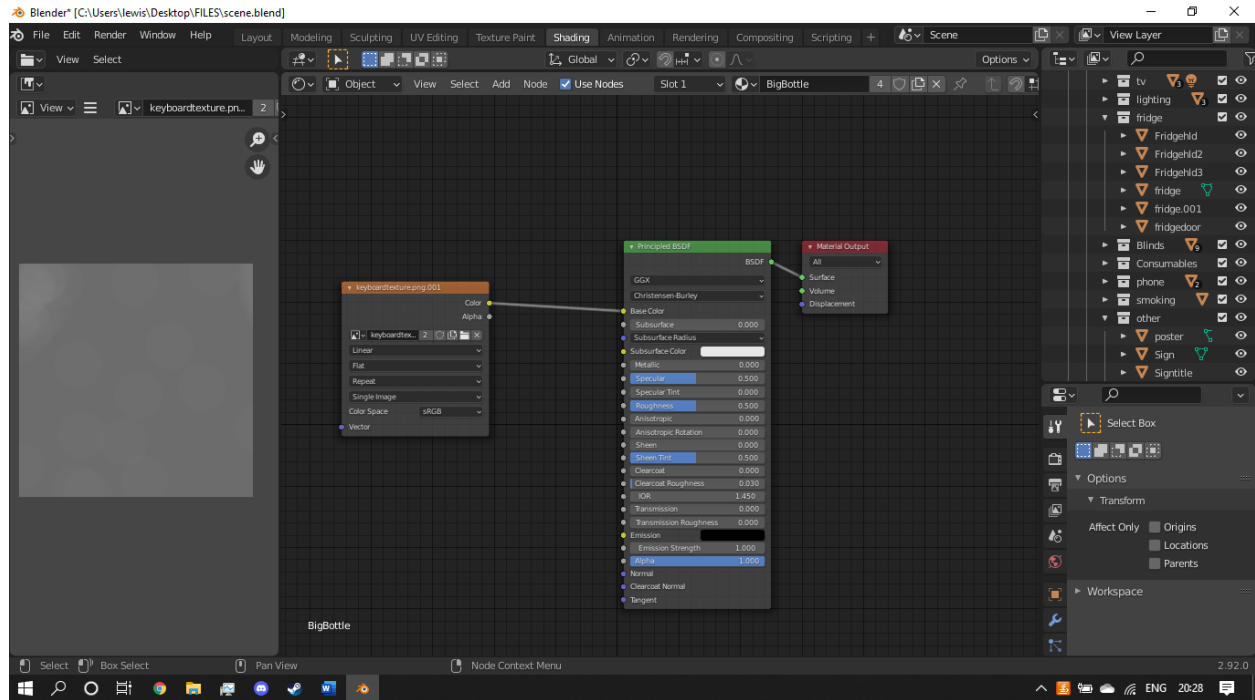 Blender* [C:\Users\lewis\Desktop\FILES\scene.blend]
File Edit Render Window Help Layout Modeling Sculpting UV Editing Texture Paint Shading Animation Rendering Compositing Scripting + Scene View Layer
View Select Global Options
Object View Select Add Node Use Nodes Slot 1 BigBottle 4
View keyboardtexture.pn... 2
tv 3
lighting 3
fridge
Fridgehld
Fridgehld2
Fridgehld3
fridge
fridge.001
fridgedoor
Blinds 9
Consumables
phone 2
smoking
other
poster
Sign
Signtitle
keyboardtexture.png.001
Color
Alpha
keyboardtex... 2
Linear
Flat
Repeat
Single Image
Color Space sRGB
Vector
Principled BSDF
BSDF
GGX
Christensen-Burley
Base Color
Subsurface 0.000
Subsurface Radius
Subsurface Color
Metallic 0.000
Specular 0.500
Specular Tint 0.000
Roughness 0.500
Anisotropic 0.000
Anisotropic Rotation 0.000
Sheen 0.000
Sheen Tint 0.500
Clearcoat 0.000
Clearcoat Roughness 0.030
IOR 1.450
Transmission 0.000
Transmission Roughness 0.000
Emission
Emission Strength 1.000
Alpha 1.000
Normal
Clearcoat Normal
Tangent
Material Output
All
Surface
Volume
Displacement
Select Box
Options
Transform
Affect Only Origins
Locations
Parents
Workspace
BigBottle
Select Box Select Pan View Node Context Menu 2.92.0
ENG 20:28